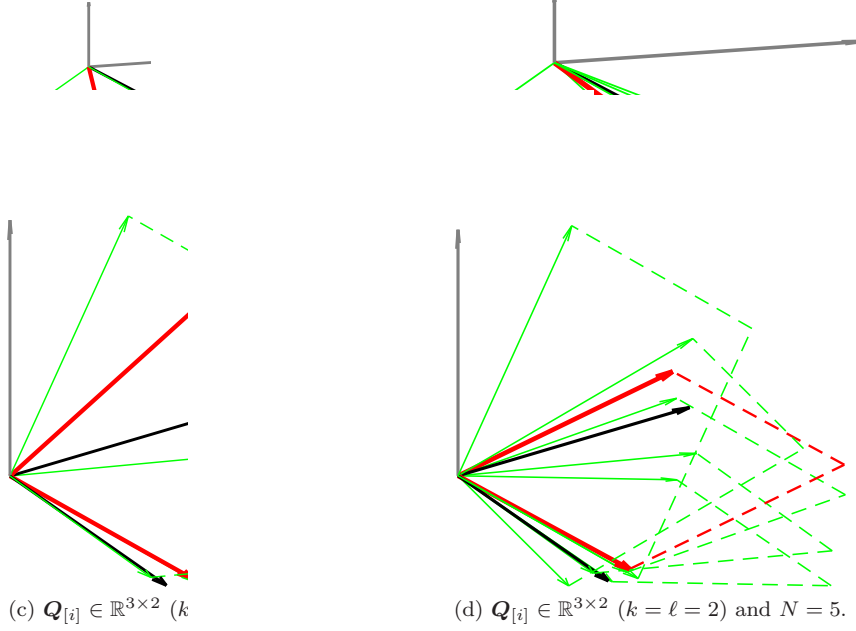 (c) Q[i] ∈ ℝ3×2 (k
(d) Q[i] ∈ ℝ3×2 (k = ℓ = 2) and N = 5.